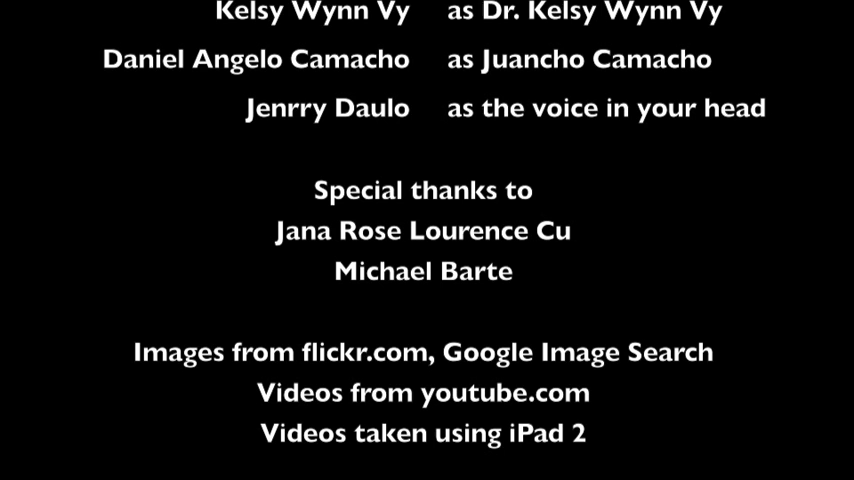 Kelsy Wynn Vy as Dr. Kelsy Wynn Vy
Daniel Angelo Camacho as Juancho Camacho
Jenrry Daulo as the voice in your head
Special thanks to
Jana Rose Lourence Cu
Michael Barte
Images from flickr.com, Google Image Search
Videos from youtube.com
Videos taken using iPad 2